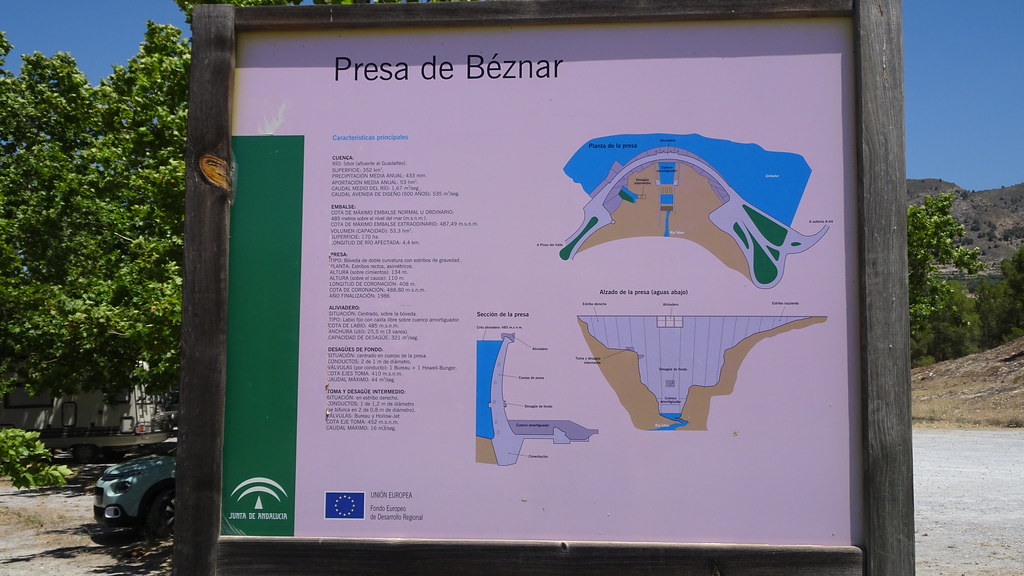 Presa de Béznar
Características principales
CUENCA:
RÍO: Izbor (afluente al Guadalfeo).
SUPERFICIE: 352 km².
PRECIPITACIÓN MEDIA ANUAL: 433 mm.
APORTACIÓN MEDIA ANUAL: 53 hm³.
CAUDAL MEDIO DEL RÍO: 1,67 m³/seg.
CAUDAL AVENIDA DE DISEÑO (500 AÑOS): 535 m³/seg.
EMBALSE:
COTA DE MÁXIMO EMBALSE NORMAL U ORDINARIO:
485 metros sobre el nivel del mar (m.s.n.m.).
COTA DE MÁXIMO EMBALSE EXTRAORDINARIO: 487,49 m.s.n.m.
VOLUMEN (CAPACIDAD): 53,3 hm³.
SUPERFICIE: 170 ha.
LONGITUD DE RÍO AFECTADA: 4,4 km.
PRESA:
TIPO: Bóveda de doble curvatura con estribos de gravedad.
PLANTA: Estribos rectos, asimétricos.
ALTURA (sobre cimientos): 134 m.
ALTURA (sobre el cauce): 110 m.
LONGITUD DE CORONACIÓN: 408 m.
COTA DE CORONACIÓN: 488,80 m.s.n.m.
AÑO FINALIZACIÓN: 1986.
ALIVIADERO:
SITUACIÓN: Centrado, sobre la bóveda.
TIPO: Labio fijo con caída libre sobre cuenco amortiguador.
COTA DE LABIO: 485 m.s.n.m.
ANCHURA útil: 25,5 m (3 vanos).
CAPACIDAD DE DESAGÜE: 321 m³/seg.
DESAGÜES DE FONDO:
SITUACIÓN: centrado en cuerpo de la presa.
CONDUCTOS: 2 de 1 m de diámetro.
VÁLVULAS (por conducto): 1 Bureau + 1 Howell-Bunger.
COTA EJES TOMA: 410 m.s.n.m.
CAUDAL MÁXIMO: 44 m³/seg.
TOMA Y DESAGÜE INTERMEDIO:
SITUACIÓN: en estribo derecho.
CONDUCTOS: 1 de 1,2 m de diámetro
(se bifurca en 2 de 0,8 m de diámetro).
VÁLVULAS: Bureau y Hollow-Jet
COTA EJE TOMA: 452 m.s.n.m.
CAUDAL MÁXIMO: 16 m3/seg.
Planta de la presa
Aliviadero
Embalse
Desagüe intermedio
Cuenco amortiguador
Río Izbor
A Pinos del Valle
A autovía A-44
Alzado de la presa (aguas abajo)
Estribo derecho
Aliviadero
Estribo izquierdo
Toma y desagüe intermedio
Desagüe de fondo
Cuenco amortiguador
Río Izbor
Sección de la presa
Cota aliviadero: 485 m.s.n.m.
Aliviadero
Cuerpo de presa
Desagüe de fondo
Cuenco amortiguador
Cimentación
JUNTA DE ANDALUCIA
UNIÓN EUROPEA
Fondo Europeo
de Desarrollo Regional